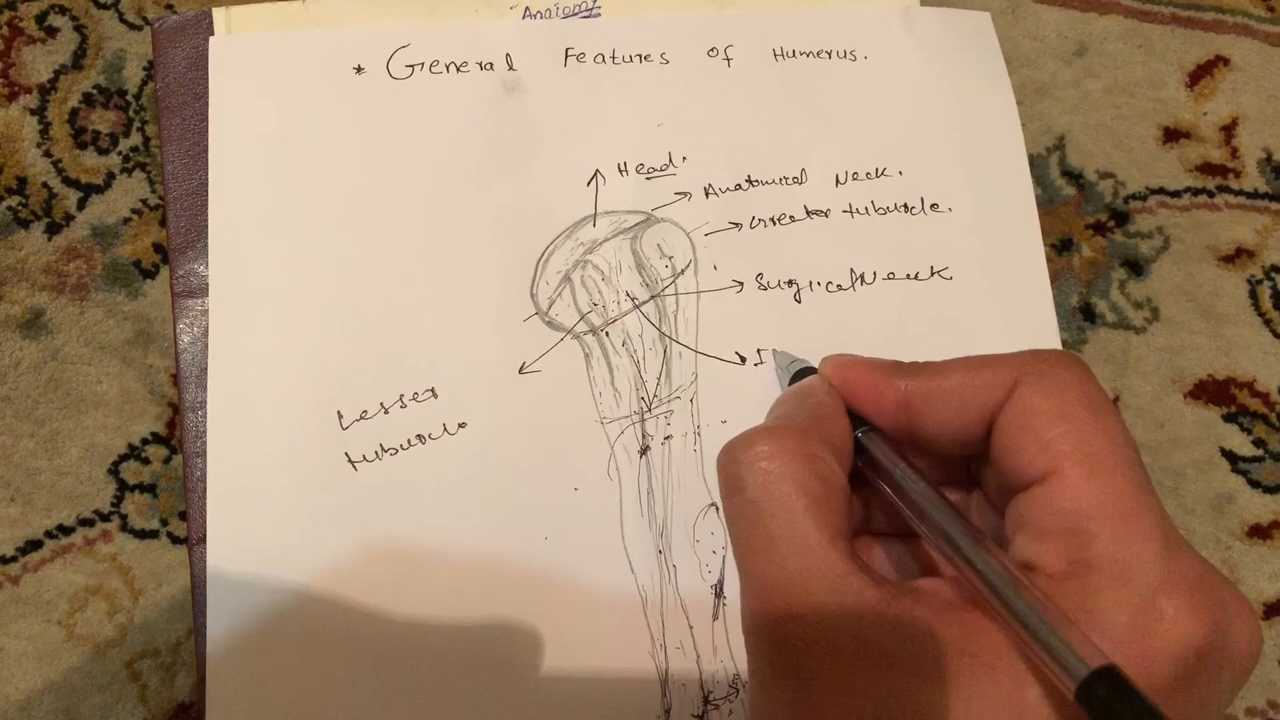 Anatomy
* General Features of Humerus.
Head.
Anatomical Neck.
Greater tubercle.
Surgical Neck
I
Lesser
tubercle